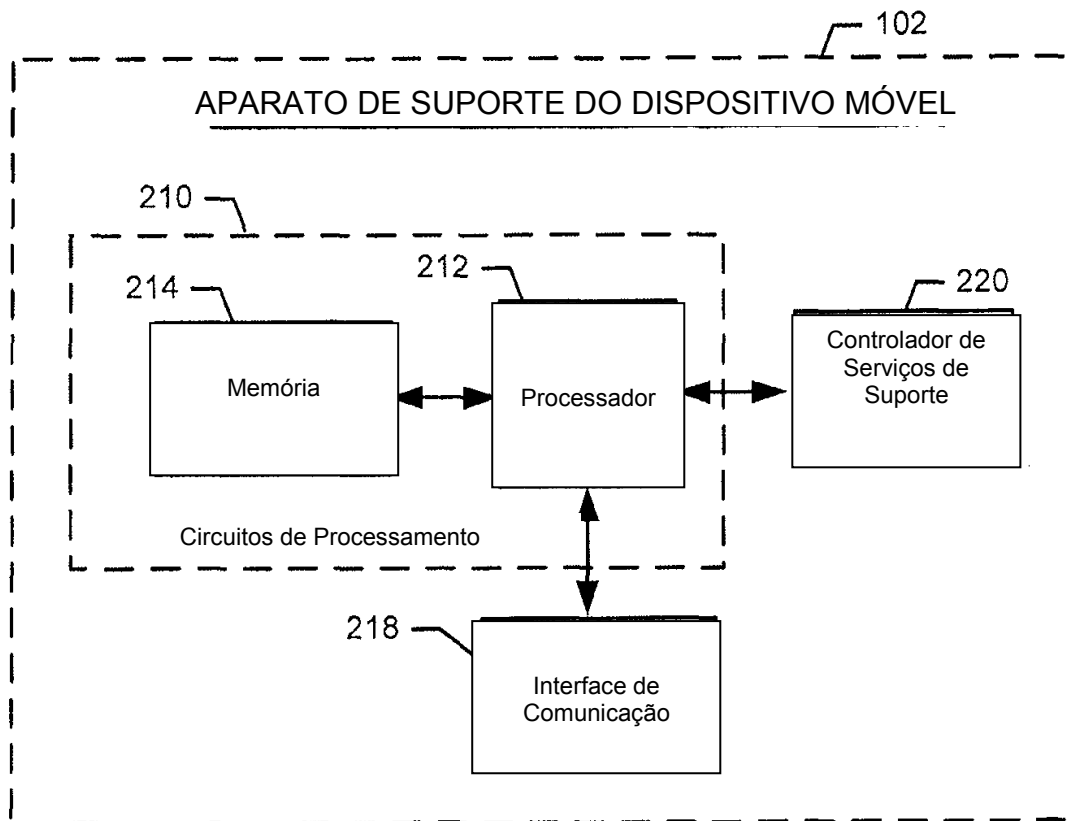 102
APARATO DE SUPORTE DO DISPOSITIVO MÓVEL
210
214
212
220
Memória
Processador
Controlador de
Serviços de
Suporte
Circuitos de Processamento
218
Interface de
Comunicação